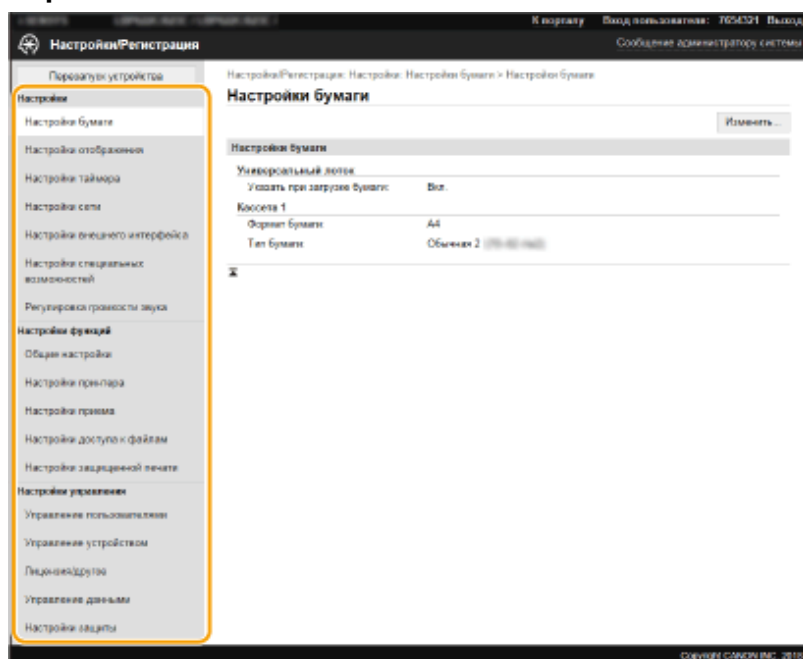 К порталу Вход пользователя: 7654321 Выход
Настройки/Регистрация
Сообщение администратору системы
Перезапуск устройства
Настройки
Настройки бумаги
Настройки отображения
Настройки таймера
Настройки сети
Настройки внешнего интерфейса
Настройки специальных
возможностей
Регулировка громкости звука
Настройки функций
Общие настройки
Настройки принтера
Настройки приема
Настройки доступа к файлам
Настройки защищенной печати
Настройки управления
Управление пользователями
Управление устройством
Лицензия/другое
Управление данными
Настройки защиты
Настройки/Регистрация: Настройки: Настройки бумаги > Настройки бумаги
Настройки бумаги
Изменить...
Настройки бумаги
Универсальный лоток
Указать при загрузке бумаги: Вкл.
Кассета 1
Формат бумаги: A4
Тип бумаги: Обычная 2
Copyright CANON INC. 2018